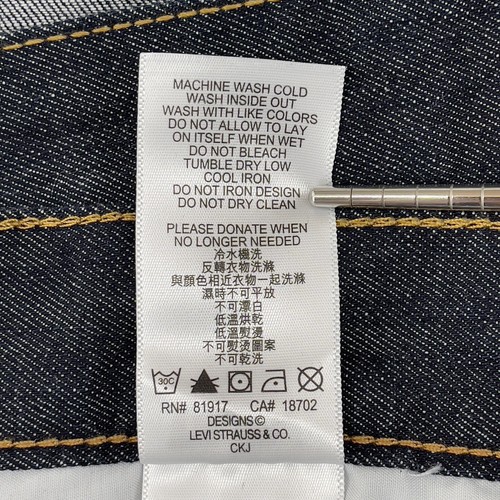 MACHINE WASH COLD
WASH INSIDE OUT
WASH WITH LIKE COLORS
DO NOT ALLOW TO LAY
ON ITSELF WHEN WET
DO NOT BLEACH
TUMBLE DRY LOW
COOL IRON
DO NOT IRON DESIGN
DO NOT DRY CLEAN
PLEASE DONATE WHEN
NO LONGER NEEDED
冷水機洗
反轉衣物洗滌
與顏色相近衣物一起洗滌
濕時不可平放
不可漂白
低溫烘乾
低溫熨燙
不可熨燙圖案
不可乾洗
30C
RN# 81917 CA# 18702
DESIGNS©
LEVI STRAUSS & CO.
CKJ